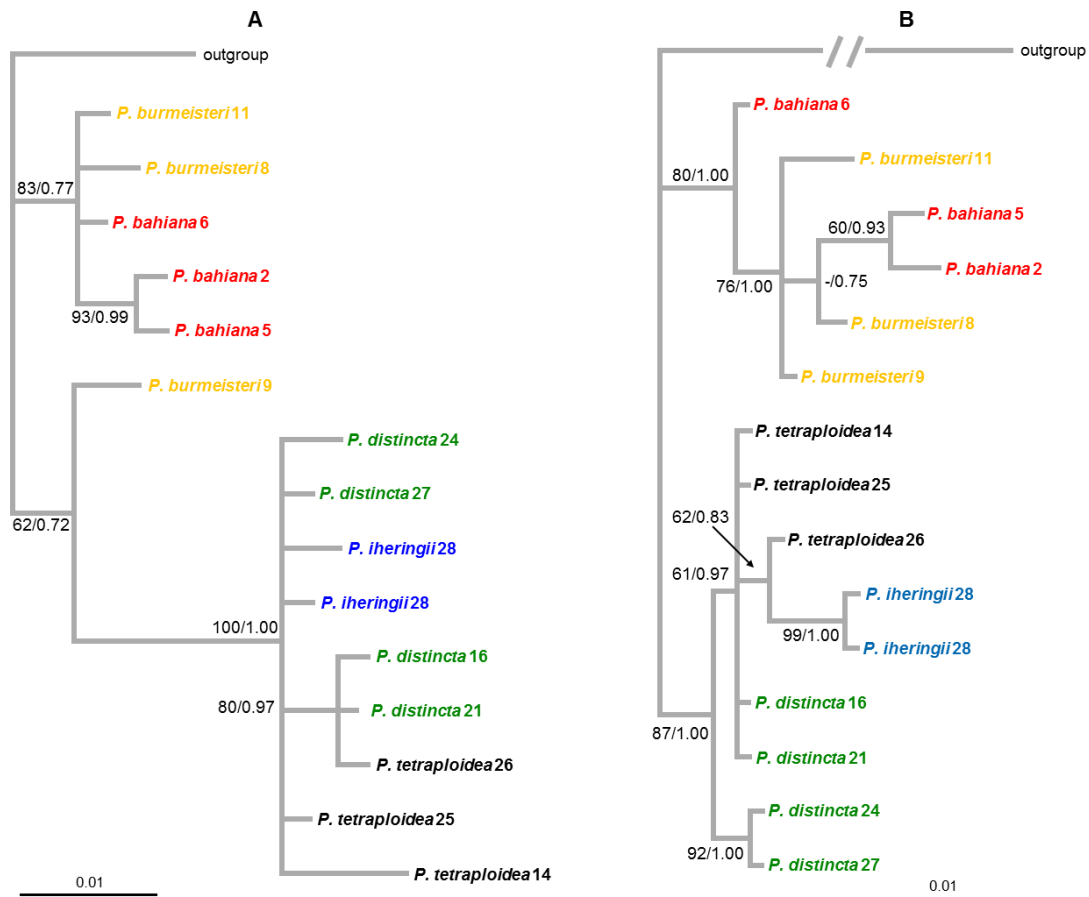 A
outgroup
P. burmeisteri 11
P. burmeisteri 8
83/0.77
P. bahiana 6
P. bahiana 2
93/0.99
P. bahiana 5
P. burmeisteri 9
P. distincta 24
P. distincta 27
62/0.72
P. iheringii 28
P. iheringii 28
100/1.00
P. distincta 16
80/0.97
P. distincta 21
P. tetraploidea 26
P. tetraploidea 25
P. tetraploidea 14
0.01
B
outgroup
P. bahiana 6
P. burmeisteri 11
80/1.00
P. bahiana 5
60/0.93
P. bahiana 2
76/1.00
-/0.75
P. burmeisteri 8
P. burmeisteri 9
P. tetraploidea 14
P. tetraploidea 25
62/0.83
P. tetraploidea 26
61/0.97
P. iheringii 28
99/1.00
P. iheringii 28
P. distincta 16
87/1.00
P. distincta 21
P. distincta 24
92/1.00
P. distincta 27
0.01